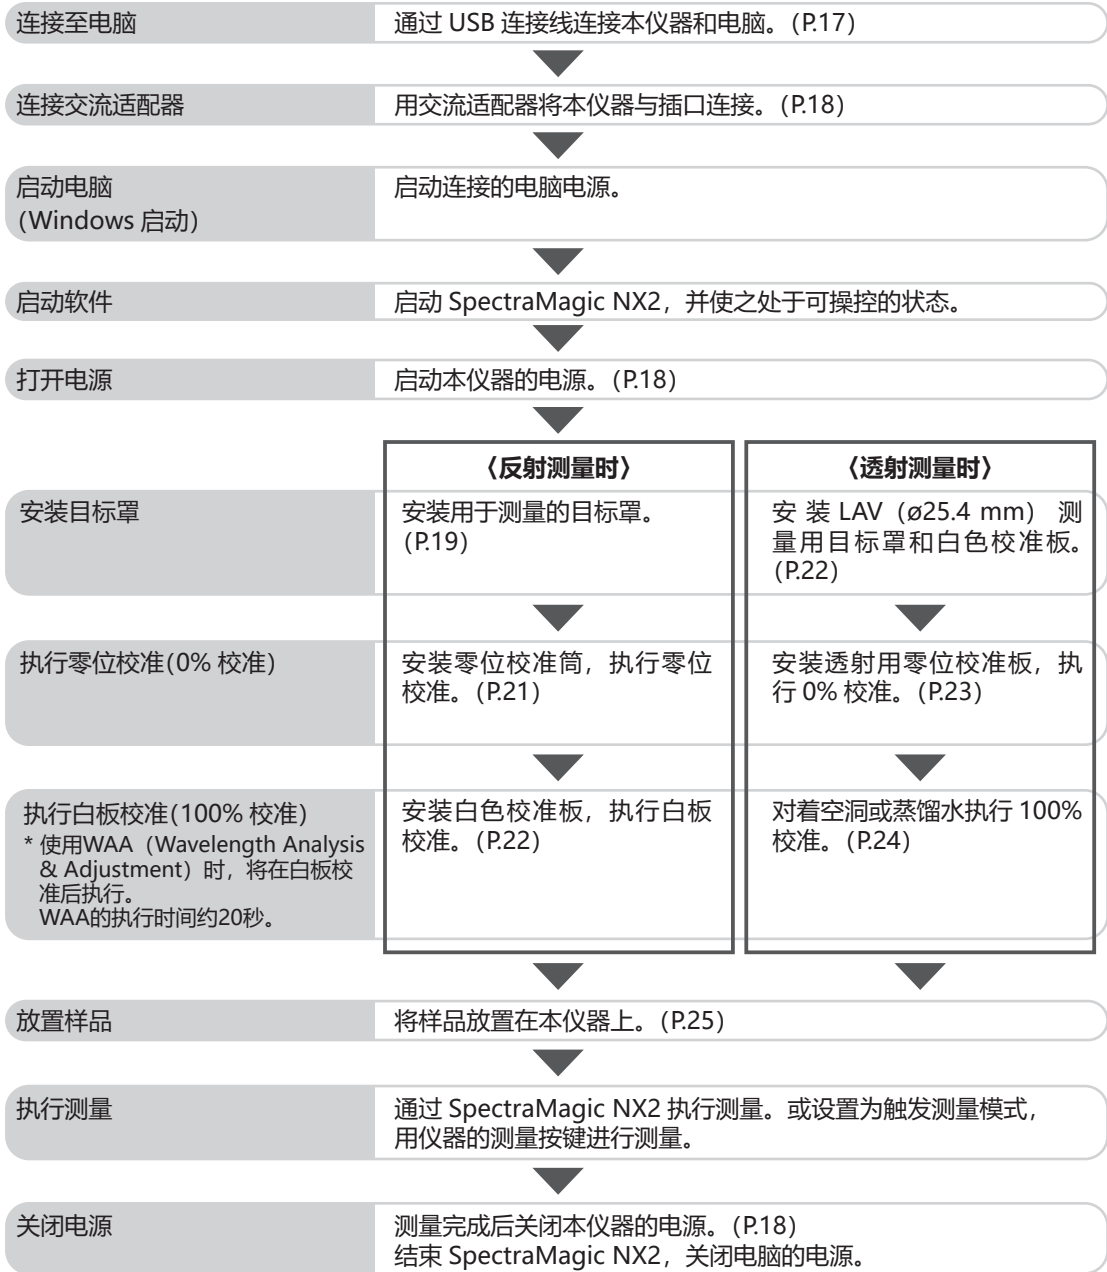 连接至电脑
通过 USB 连接线连接本仪器和电脑。(P.17)
连接交流适配器
用交流适配器将本仪器与插口连接。(P.18)
启动电脑
(Windows 启动)
启动连接的电脑电源。
启动软件
启动 SpectraMagic NX2，并使之处于可操控的状态。
打开电源
启动本仪器的电源。(P.18)
〈反射测量时〉
〈透射测量时〉
安装目标罩
安装用于测量的目标罩。
(P.19)
安装 LAV（ø25.4 mm） 测
量用目标罩和白色校准板。
(P.22)
执行零位校准(0% 校准)
安装零位校准筒，执行零位
校准。(P.21)
安装透射用零位校准板，执
行 0% 校准。(P.23)
执行白板校准(100% 校准)
* 使用WAA（Wavelength Analysis
& Adjustment）时，将在白板校
准后执行。
WAA的执行时间约20秒。
安装白色校准板，执行白板
校准。(P.22)
对着空洞或蒸馏水执行 100%
校准。(P.24)
放置样品
将样品放置在本仪器上。(P.25)
执行测量
通过 SpectraMagic NX2 执行测量。或设置为触发测量模式，
用仪器的测量按键进行测量。
关闭电源
测量完成后关闭本仪器的电源。(P.18)
结束 SpectraMagic NX2，关闭电脑的电源。